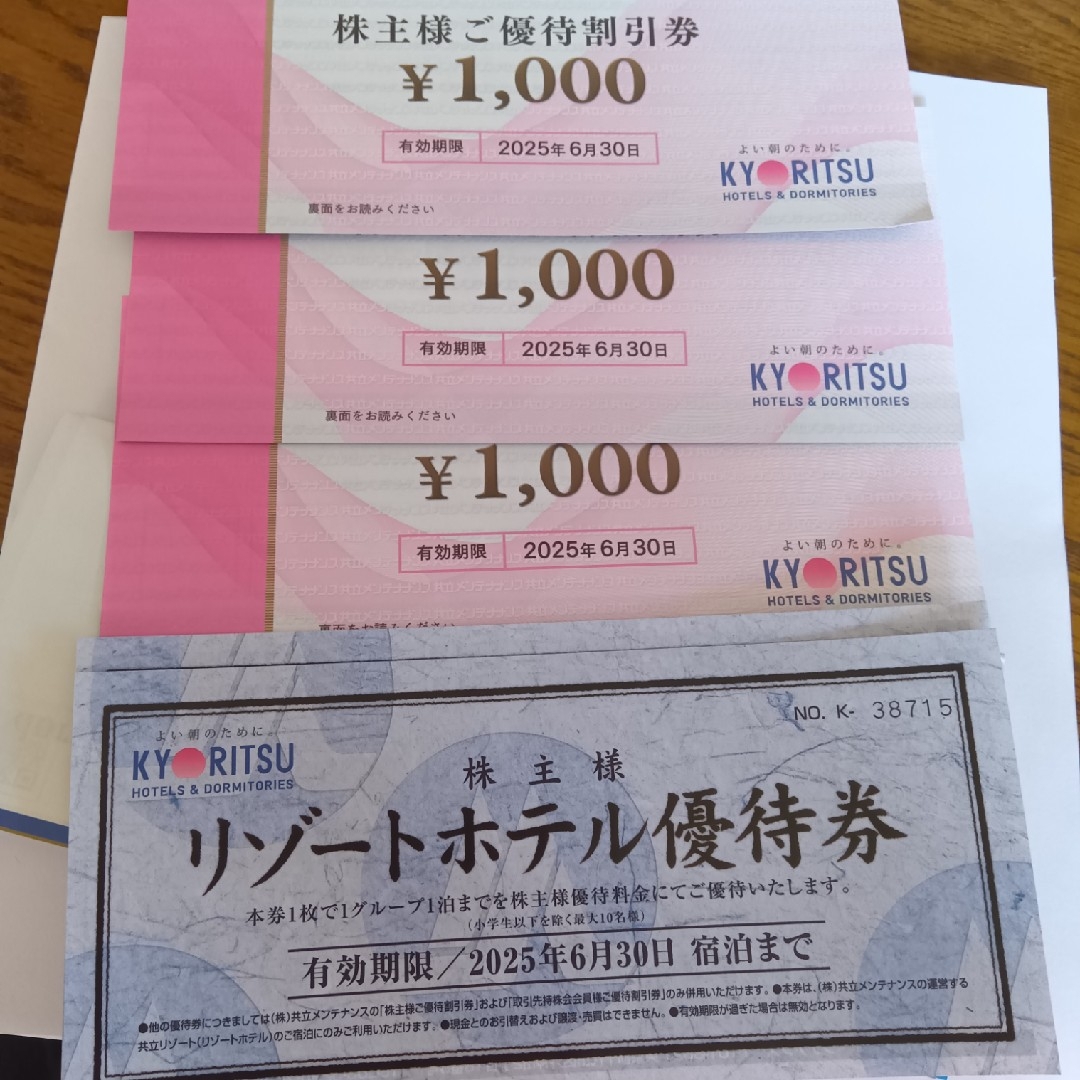 株主様ご優待割引券
¥1,000
有効期限 2025年6月30日
よい朝のために。
KYORITSU
HOTELS & DORMITORIES
裏面をお読みください
¥1,000
有効期限 2025年6月30日
よい朝のために。
KYORITSU
HOTELS & DORMITORIES
裏面をお読みください
¥1,000
有効期限 2025年6月30日
よい朝のために。
KYORITSU
HOTELS & DORMITORIES
裏面をお読みください
NO. K- 38715
よい朝のために。
KYORITSU
HOTELS & DORMITORIES
株主様
リゾートホテル優待券
本券1枚で1グループ1泊までを株主様優待料金にてご優待いたします。
(小学生以下を除く最大10名様)
有効期限/2025年6月30日 宿泊まで
●他の優待券につきましては(株)共立メンテナンスの「株主様ご優待割引券」および「取引先持株会会員様ご優待割引券」のみ併用いただけます。●本券は、(株)共立メンテナンスの運営する
共立リゾート(リゾートホテル)のご宿泊にのみご利用いただけます。●現金とのお引替えおよび譲渡・売買はできません。●有効期限が過ぎた場合は無効となります。